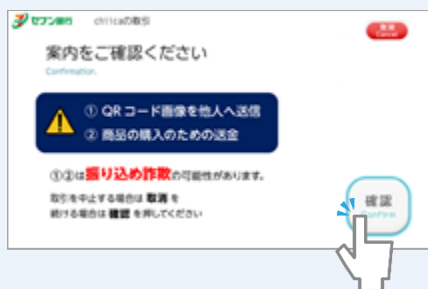 セブン銀行 chiicaの取引
取消
Cancel
案内をご確認ください
Confirmation.
① QRコード画像を他人へ送信
② 商品の購入のための送金
①②は振り込め詐欺の可能性があります。
取引を中止する場合は 取消 を
続ける場合は 確認 を押してください
確認
Confirm